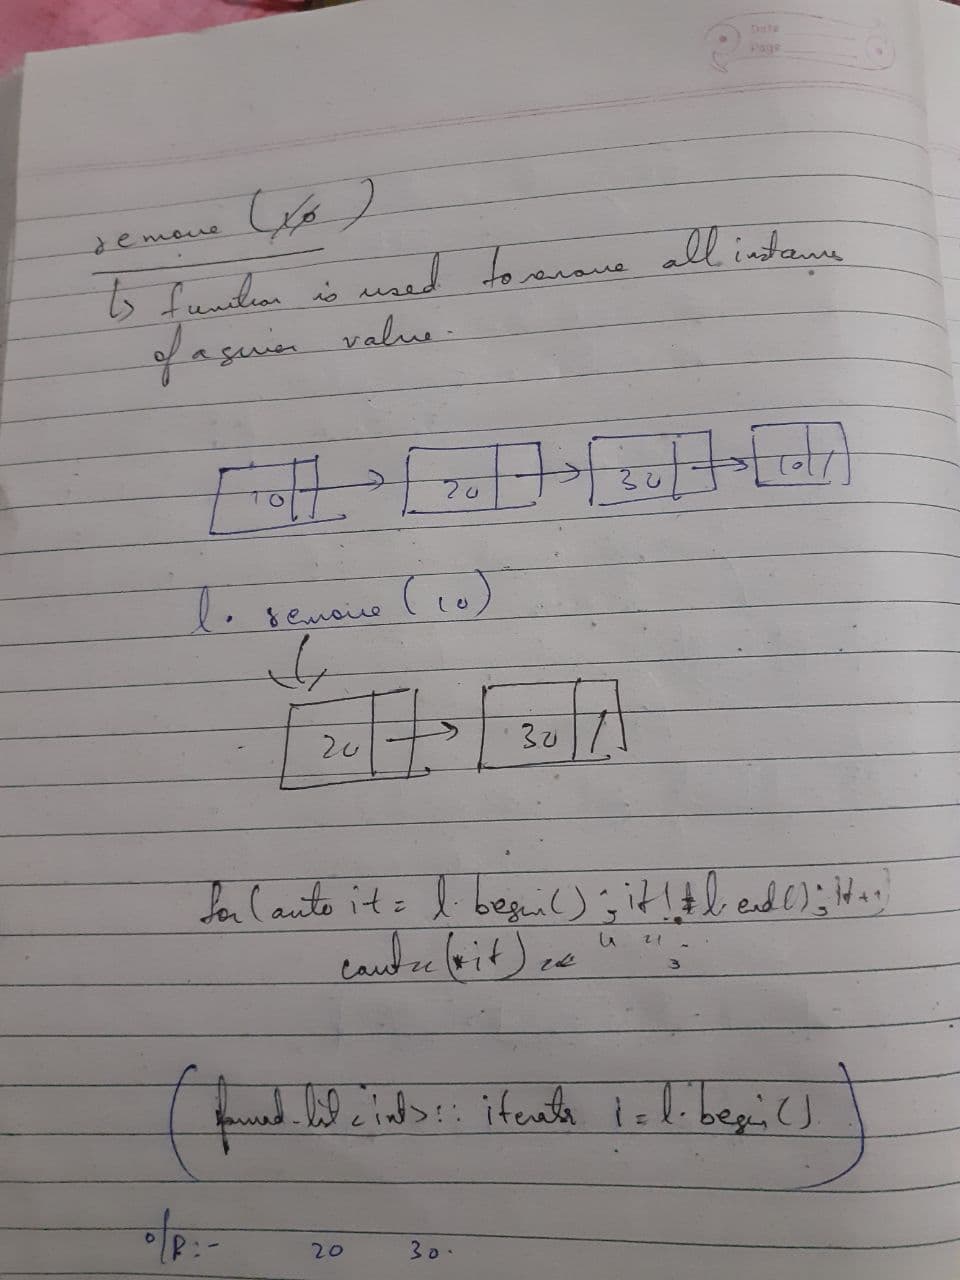 Date
Page
remove ( )
↳ function is used to remove all instances
of a given value.
10 → 20 → 30 → 10 /
l. remove (10)
20 → 30 /
for (auto it = l. begin() ; it != l. end() ; it++)
cout << (*it) << " " ;
( forward_list <int> :: iterator i = l. begin() )
o/p :- 20 30.